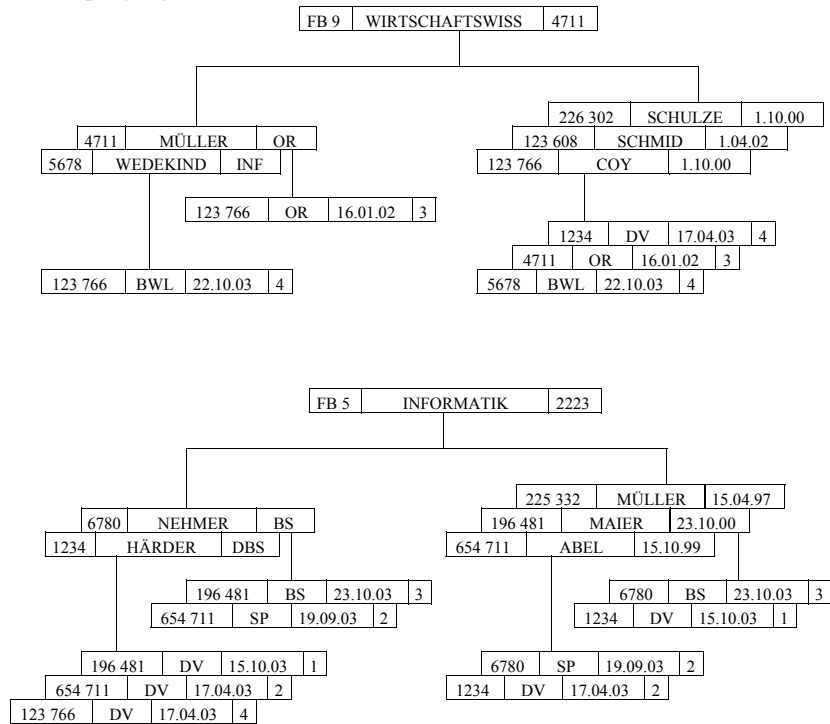 FB 9 WIRTSCHAFTSWISS 4711
226 302 SCHULZE 1.10.00
4711 MÜLLER OR 123 608 SCHMID 1.04.02
5678 WEDEKIND INF 123 766 COY 1.10.00
123 766 OR 16.01.02 3
1234 DV 17.04.03 4
4711 OR 16.01.02 3
123 766 BWL 22.10.03 4 5678 BWL 22.10.03 4
FB 5 INFORMATIK 2223
225 332 MÜLLER 15.04.97
6780 NEHMER BS 196 481 MAIER 23.10.00
1234 HÄRDER DBS 654 711 ABEL 15.10.99
196 481 BS 23.10.03 3 6780 BS 23.10.03 3
654 711 SP 19.09.03 2 1234 DV 15.10.03 1
196 481 DV 15.10.03 1 6780 SP 19.09.03 2
654 711 DV 17.04.03 2 1234 DV 17.04.03 2
123 766 DV 17.04.03 4